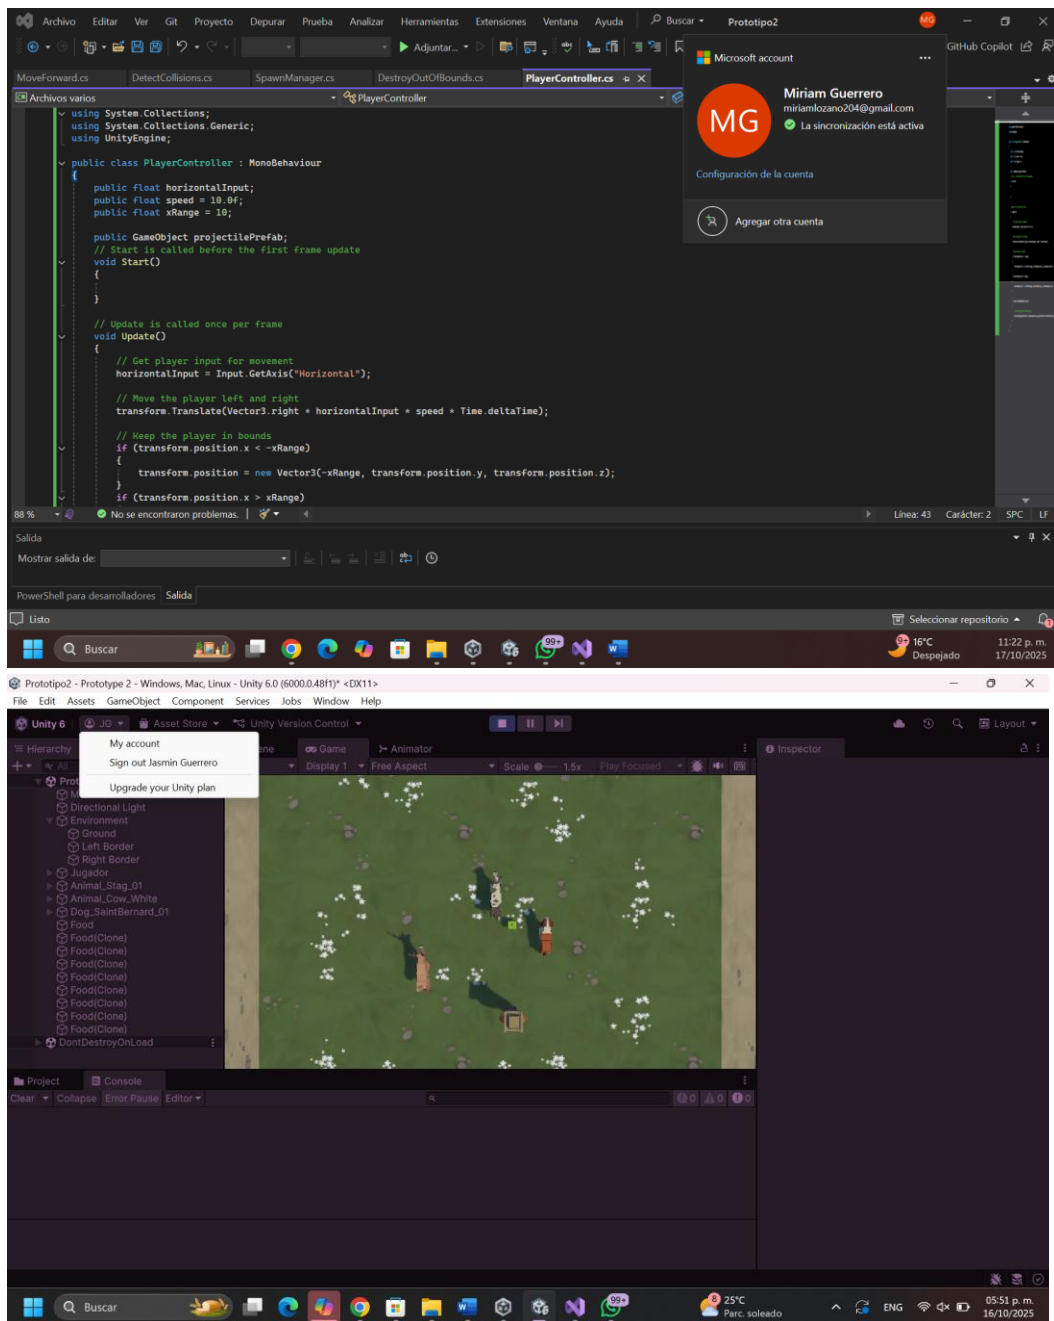 Archivo Editar Ver Git Proyecto Depurar Prueba Analizar Herramientas Extensiones Ventana Ayuda Buscar Prototipo2 MG
Adjuntar... GitHub Copilot
MoveForward.cs DetectCollisions.cs SpawnManager.cs DestroyOutOfBounds.cs PlayerController.cs
Archivos varios PlayerController
Microsoft account
MG
Miriam Guerrero
miriamlozano204@gmail.com
La sincronización está activa
Configuración de la cuenta
Agregar otra cuenta
using System.Collections;
using System.Collections.Generic;
using UnityEngine;
public class PlayerController : MonoBehaviour
{
public float horizontalInput;
public float speed = 10.0f;
public float xRange = 10;
public GameObject projectilePrefab;
// Start is called before the first frame update
void Start()
{
}
// Update is called once per frame
void Update()
{
// Get player input for movement
horizontalInput = Input.GetAxis("Horizontal");
// Move the player left and right
transform.Translate(Vector3.right * horizontalInput * speed * Time.deltaTime);
// Keep the player in bounds
if (transform.position.x < -xRange)
{
transform.position = new Vector3(-xRange, transform.position.y, transform.position.z);
}
if (transform.position.x > xRange)
88 % No se encontraron problemas. Línea: 43 Carácter: 2 SPC LF
Salida
Mostrar salida de:
PowerShell para desarrolladores Salida
Listo Seleccionar repositorio 1
Buscar 99+ 9+ 16°C 11:22 p. m.
Despejado 17/10/2025
Prototipo2 - Prototype 2 - Windows, Mac, Linux - Unity 6.0 (6000.0.48f1)* <DX11>
File Edit Assets GameObject Component Services Jobs Window Help
Unity 6 JG Asset Store Unity Version Control Layout
Hierarchy Game Animator Inspector
My account
Sign out Jasmin Guerrero
Upgrade your Unity plan
All Display 1 Free Aspect Scale 1.5x Play Focused
Directional Light
Environment
Ground
Left Border
Right Border
Jugador
Animal_Stag_01
Animal_Cow_White
Dog_SaintBernard_01
Food
Food(Clone)
Food(Clone)
Food(Clone)
Food(Clone)
Food(Clone)
Food(Clone)
Food(Clone)
Food(Clone)
DontDestroyOnLoad
Project Console
Clear Collapse Error Pause Editor 0 0 0
Buscar 99+ 8 25°C ENG 05:51 p. m.
Parc. soleado 16/10/2025